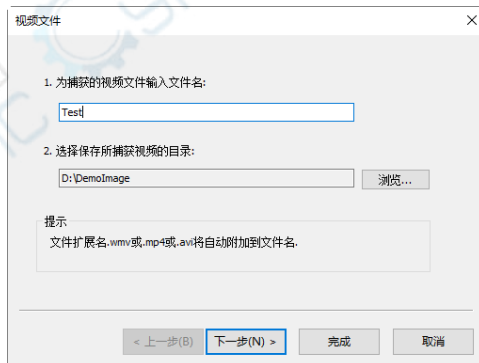 视频文件
1. 为捕获的视频文件输入文件名:
Test
2. 选择保存所捕获视频的目录:
D:\DemoImage
浏览...
提示
文件扩展名.wmv或.mp4或.avi将自动附加到文件名.
< 上一步(B)
下一步(N) >
完成
取消